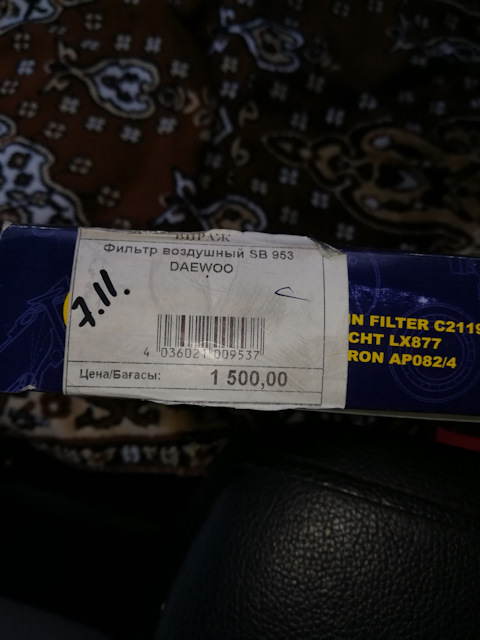 ВИРАЖ
Фильтр воздушный SB 953
DAEWOO
7.11.
4 036021 009537
Цена/Бағасы: 1 500,00
N FILTER C2119
CHT LX877
RON AP082/4